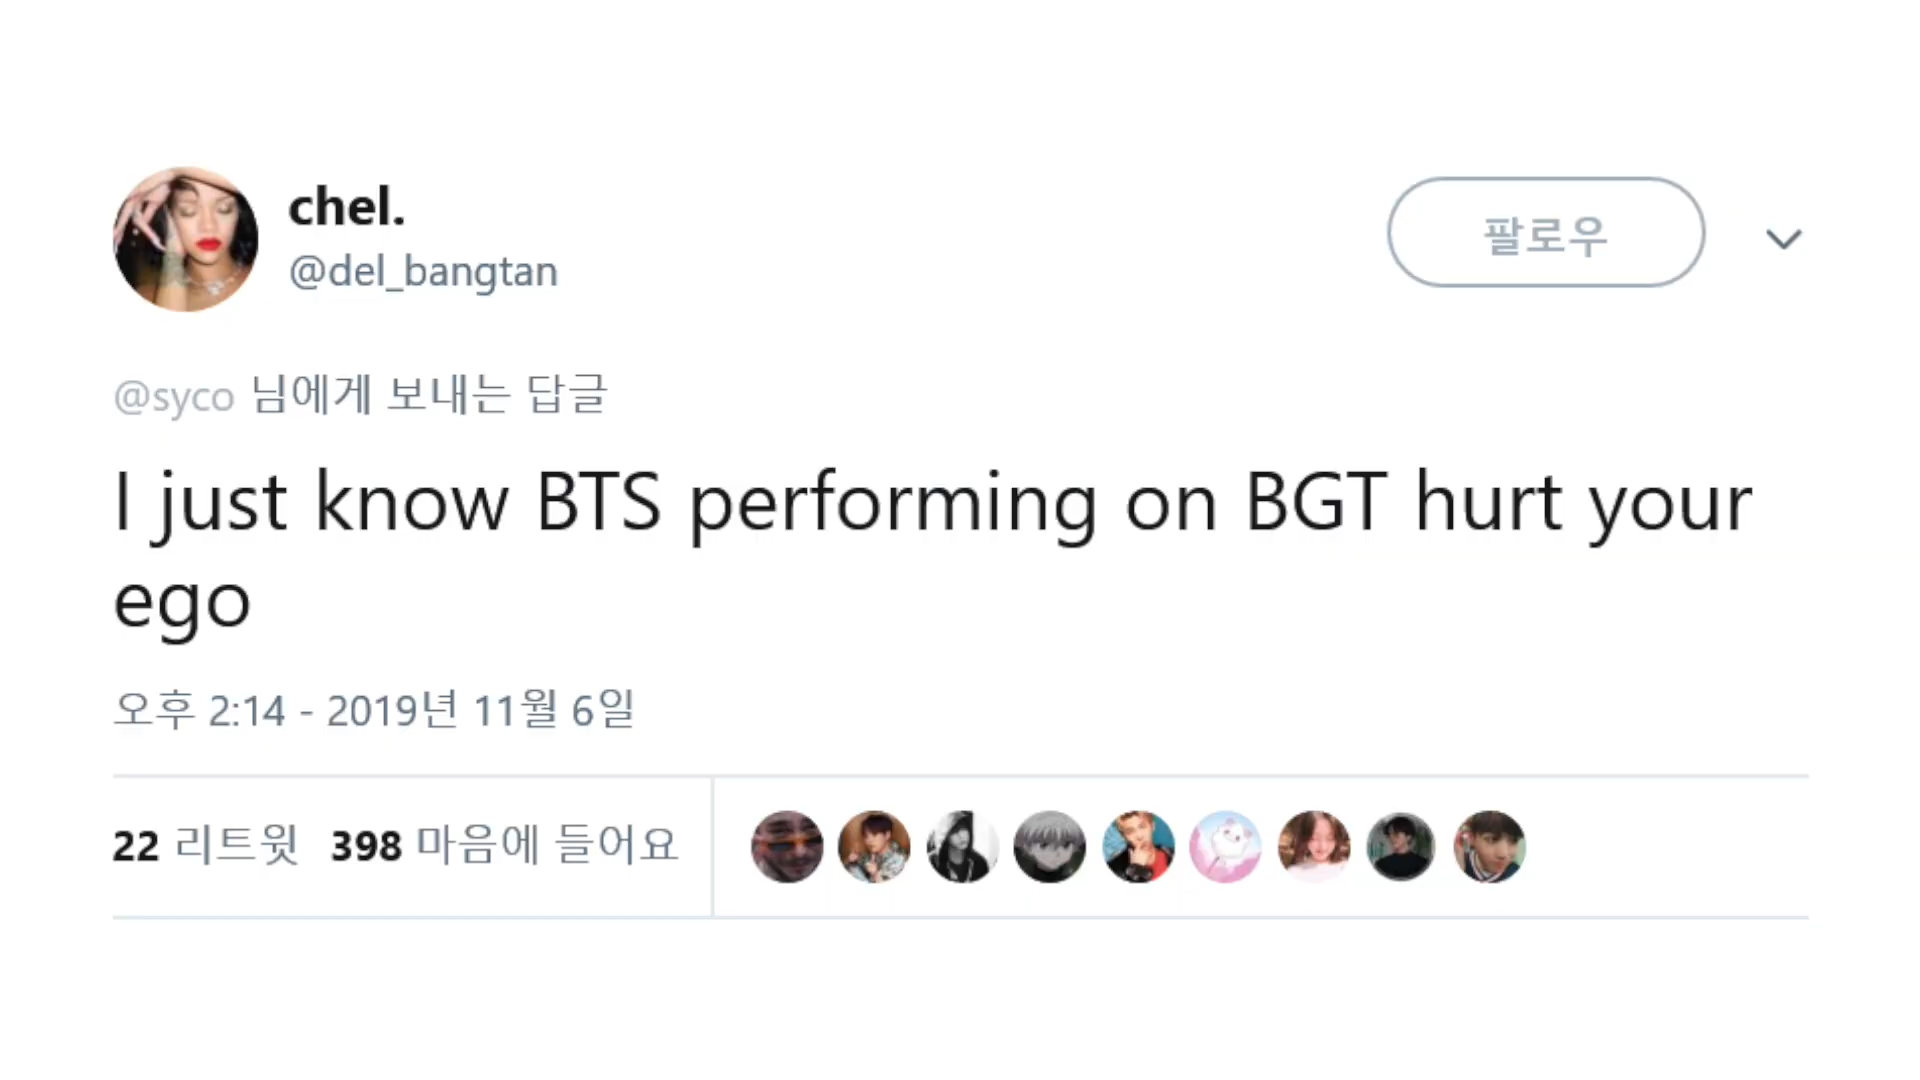 chel.
@del_bangtan
팔로우
@syco 님에게 보내는 답글
I just know BTS performing on BGT hurt your
ego
오후 2:14 - 2019년 11월 6일
22 리트윗 398 마음에 들어요